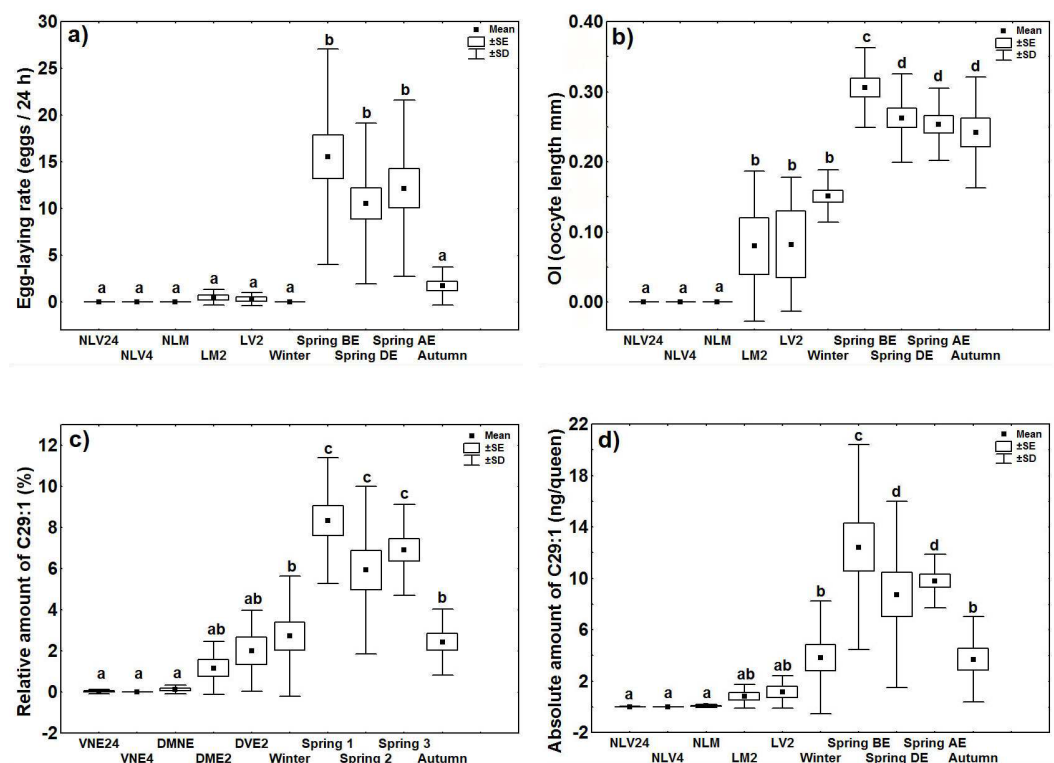 a)
Egg-laying rate (eggs / 24 h)
30
25
20
15
10
5
0
Mean
±SE
±SD
a a a a a a b b b a
NLV24 NLM LV2 Spring BE Spring AE
NLV4 LM2 Winter Spring DE Autumn
b)
OI (oocyte length mm)
0.40
0.30
0.20
0.10
0.00
Mean
±SE
±SD
a a a b b b c d d d
NLV24 NLM LV2 Spring BE Spring AE
NLV4 LM2 Winter Spring DE Autumn
c)
Relative amount of C29:1 (%)
12
10
8
6
4
2
0
-2
Mean
±SE
±SD
a a a ab ab b c c c b
VNE24 DMNE DVE2 Spring 1 Spring 3
VNE4 DME2 Winter Spring 2 Autumn
d)
Absolute amount of C29:1 (ng/queen)
22
18
14
10
6
2
-2
Mean
±SE
±SD
a a a ab ab b c d d b
NLV24 NLM LV2 Spring BE Spring AE
NLV4 LM2 Winter Spring DE Autumn